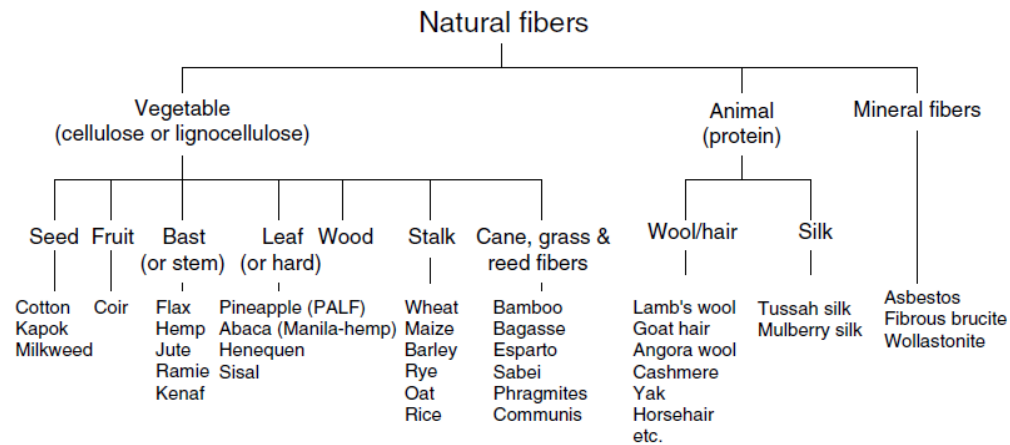 Natural fibers
Vegetable
(cellulose or lignocellulose)
Animal
(protein)
Mineral fibers
Seed
Fruit
Bast
(or stem)
Leaf
(or hard)
Wood
Stalk
Cane, grass &
reed fibers
Wool/hair
Silk
Cotton
Kapok
Milkweed
Coir
Flax
Hemp
Jute
Ramie
Kenaf
Pineapple (PALF)
Abaca (Manila-hemp)
Henequen
Sisal
Wheat
Maize
Barley
Rye
Oat
Rice
Bamboo
Bagasse
Esparto
Sabei
Phragmites
Communis
Lamb's wool
Goat hair
Angora wool
Cashmere
Yak
Horsehair
etc.
Tussah silk
Mulberry silk
Asbestos
Fibrous brucite
Wollastonite